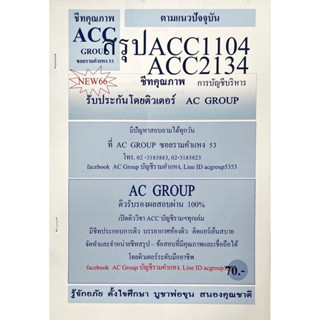 ชีทคุณภาพ
ACC
GROUP
ซอยรามคำแหง 53
ตามแนวปัจจุบัน
สรุปACC1104
ACC2134
NEW66
ชีทคุณภาพ การบัญชีบริหาร
รับประกันโดยติวเตอร์ AC GROUP
มีปัญหาสอบถามได้ทุกวัน
ที่ AC GROUP ซอยรามคำแหง 53
โทร. 02 -3185883, 02-3185823
facebook AC Group บัญชีรามคำแหง, Line ID acgroup5353
AC GROUP
ติวรับรองผลสอบผ่าน 100%
เปิดติววิชา ACC บัญชีรามฯทุกเล่ม
มีชีทประกอบการติว บรรยากาศห้องติว ติดแอร์เย็นสบาย
จัดทำและจำหน่ายชีทสรุป – ข้อสอบที่มีคุณภาพและเชื่อถือได้
โดยติวเตอร์ระดับมืออาชีพ
facebook AC Group บัญชีรามคำแหง, Line ID acgroup
70.-
รู้จักอภัย ตั้งใจศึกษา บูชาพ่อขุน สนองคุณชาติ